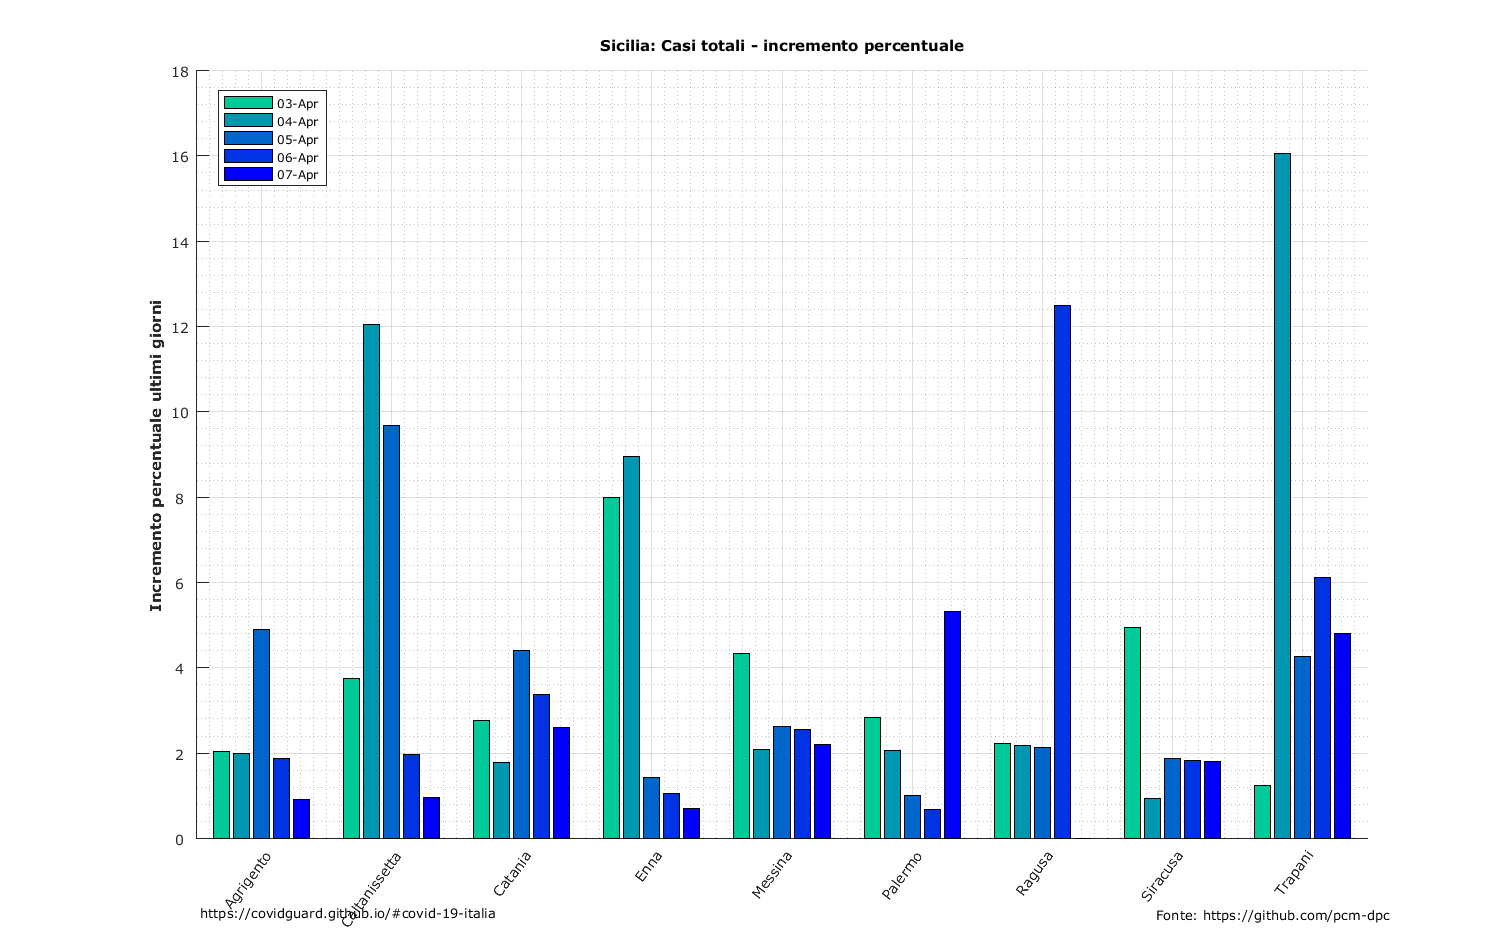 Sicilia: Casi totali - incremento percentuale
Incremento percentuale ultimi giorni
18
16
14
12
10
8
6
4
2
0
03-Apr
04-Apr
05-Apr
06-Apr
07-Apr
Agrigento
Caltanissetta
Catania
Enna
Messina
Palermo
Ragusa
Siracusa
Trapani
https://covidguard.github.io/#covid-19-italia
Fonte: https://github.com/pcm-dpc